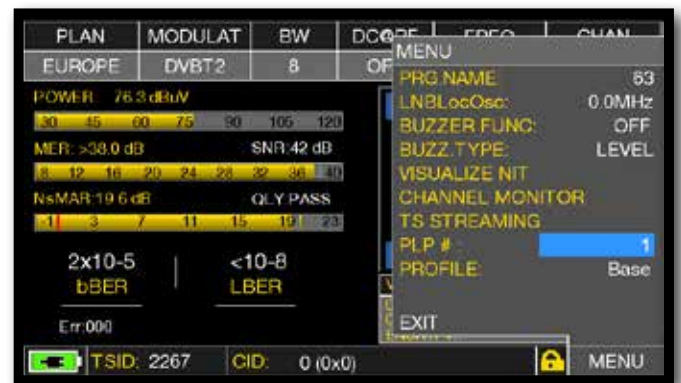 PLAN MODULAT BW
EUROPE DVBT2 8
POWER: 76.3 dBuV
30 45 60 75 90 105 120
MER: >38.0 dB SNR:42 dB
8 12 16 20 24 28 32 36 40
NsMAR:19.6 dB QLY PASS
-1 3 7 11 15 19 23
2x10-5 <10-8
bBER LBER
Err:000
MENU
PRG.NAME 63
LNBLocOsc: 0.0MHz
BUZZER FUNC: OFF
BUZZ.TYPE: LEVEL
VISUALIZE NIT
CHANNEL MONITOR
TS STREAMING
PLP # 1
PROFILE: Base
EXIT
TSID: 2267 CID: 0 (0x0) MENU